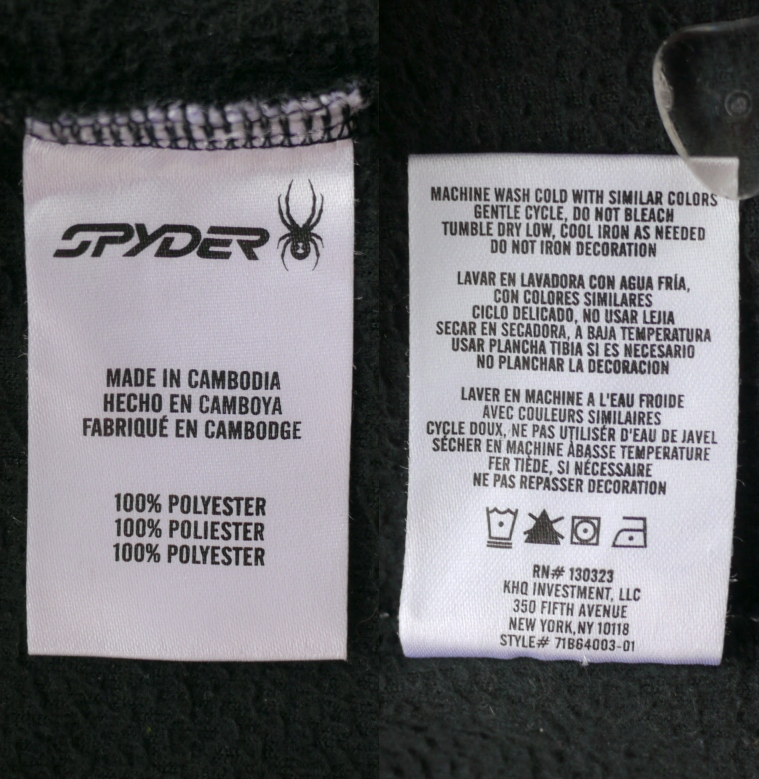 SPYDER
MADE IN CAMBODIA
HECHO EN CAMBOYA
FABRIQUÉ EN CAMBODGE
100% POLYESTER
100% POLIESTER
100% POLYESTER
MACHINE WASH COLD WITH SIMILAR COLORS
GENTLE CYCLE, DO NOT BLEACH
TUMBLE DRY LOW, COOL IRON AS NEEDED
DO NOT IRON DECORATION
LAVAR EN LAVADORA CON AGUA FRÍA,
CON COLORES SIMILARES
CICLO DELICADO, NO USAR LEJIA
SECAR EN SECADORA, A BAJA TEMPERATURA
USAR PLANCHA TIBIA SI ES NECESARIO
NO PLANCHAR LA DECORACION
LAVER EN MACHINE A L'EAU FROIDE
AVEC COULEURS SIMILAIRES
CYCLE DOUX, NE PAS UTILISÉR D'EAU DE JAVEL
SÉCHER EN MACHINE ÀBASSE TEMPERATURE
FER TIÈDE, SI NÉCESSAIRE
NE PAS REPASSER DECORATION
RN# 130323
KHQ INVESTMENT, LLC
350 FIFTH AVENUE
NEW YORK,NY 10118
STYLE# 71B64003-01